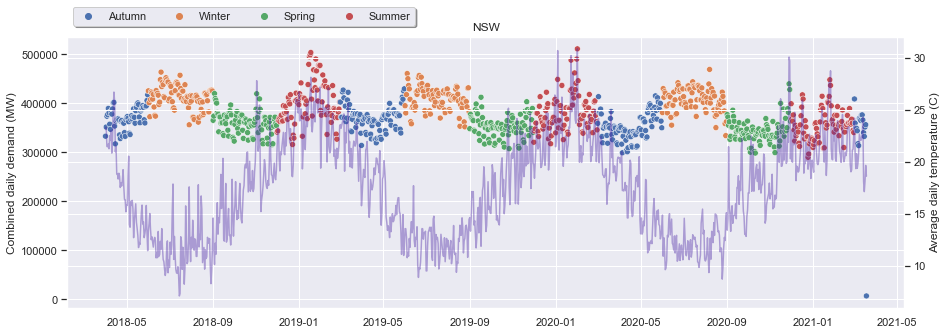 Autumn Winter Spring Summer
NSW
Combined daily demand (MW)
500000
400000
300000
200000
100000
0
30
25
20
15
10
Average daily temperature (C)
2018-05 2018-09 2019-01 2019-05 2019-09 2020-01 2020-05 2020-09 2021-01 2021-05